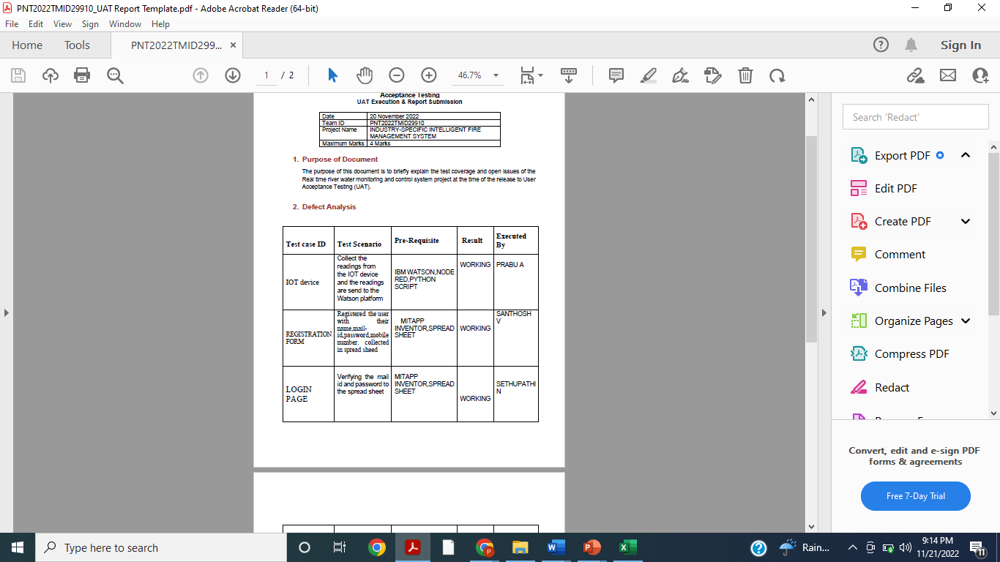 PNT2022TMID29910_UAT Report Template.pdf - Adobe Acrobat Reader (64-bit)
File Edit View Sign Window Help
Home Tools PNT2022TMID299... × Sign In
1 / 2 46.7%
Acceptance Testing
UAT Execution & Report Submission
Date 20 November 2022
Team ID PNT2022TMID29910
Project Name INDUSTRY-SPECIFIC INTELLIGENT FIRE
MANAGEMENT SYSTEM
Maximum Marks 4 Marks
1. Purpose of Document
The purpose of this document is to briefly explain the test coverage and open issues of the
Real time river water monitoring and control system project at the time of the release to User
Acceptance Testing (UAT).
2. Defect Analysis
Test case ID Test Scenario Pre-Requisite Result Executed
By
IOT device
Collect the
readings from
the IOT device
and the readings
are send to the
Watson platform
IBM WATSON,NODE
RED,PYTHON
SCRIPT
WORKING
PRABU A
REGISTRATION
FORM
Registered the user
with their
name,mail-
id,password,mobile
number. collected
in spread sheed
MITAPP
INVENTOR,SPREAD
SHEET
WORKING
SANTHOSH
V
LOGIN
PAGE
Verifying the mail
id and password to
the spread sheet
MITAPP
INVENTOR,SPREAD
SHEET
WORKING
SETHUPATHI
N
Search 'Redact'
Export PDF
Edit PDF
Create PDF
Comment
Combine Files
Organize Pages
Compress PDF
Redact
Convert, edit and e-sign PDF
forms & agreements
Free 7-Day Trial
Type here to search
Rain...
9:14 PM
11/21/2022
11